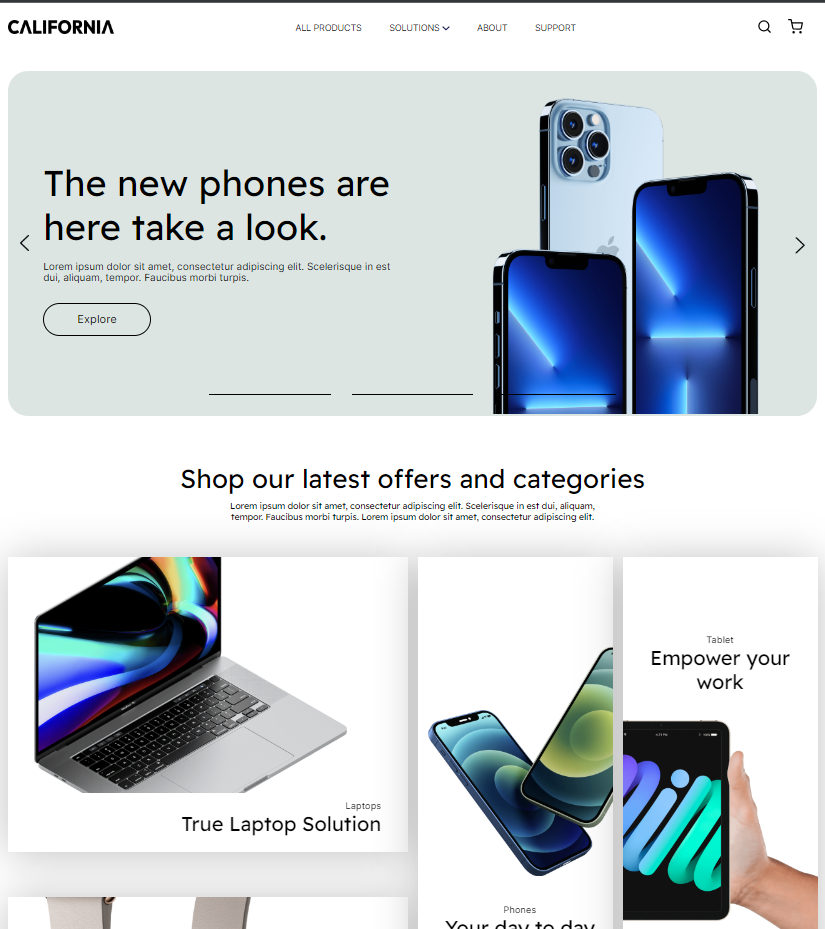 CALIFORNIA
ALL PRODUCTS
SOLUTIONS
ABOUT
SUPPORT
The new phones are
here take a look.
Lorem ipsum dolor sit amet, consectetur adipiscing elit. Scelerisque in est
dui, aliquam, tempor. Faucibus morbi turpis.
Explore
Shop our latest offers and categories
Lorem ipsum dolor sit amet, consectetur adipiscing elit. Scelerisque in est dui, aliquam,
tempor. Faucibus morbi turpis. Lorem ipsum dolor sit amet, consectetur adipiscing elit.
Laptops
True Laptop Solution
Phones
Your day to day
Tablet
Empower your
work